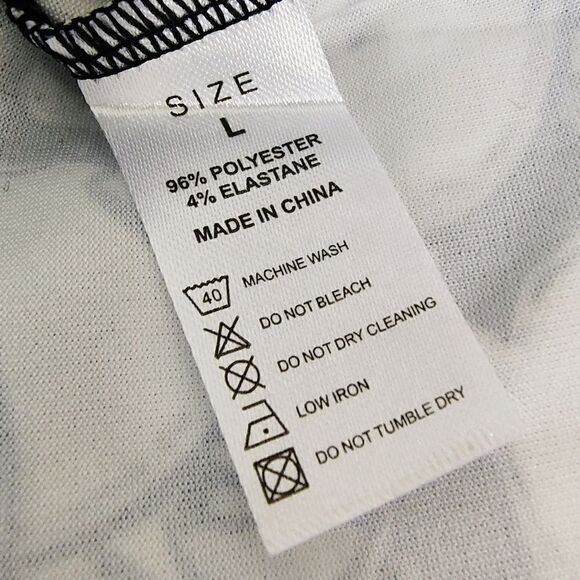 SIZE
L
96% POLYESTER
4% ELASTANE
MADE IN CHINA
40 MACHINE WASH
DO NOT BLEACH
DO NOT DRY CLEANING
LOW IRON
DO NOT TUMBLE DRY